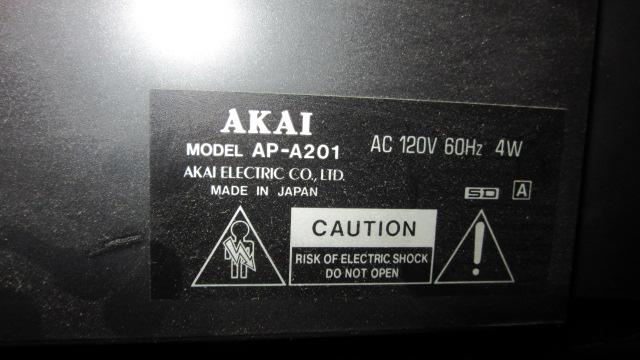 AKAI
MODEL AP-A201
AC 120V 60Hz 4W
AKAI ELECTRIC CO., LTD.
MADE IN JAPAN
SD A
CAUTION
RISK OF ELECTRIC SHOCK
DO NOT OPEN
!